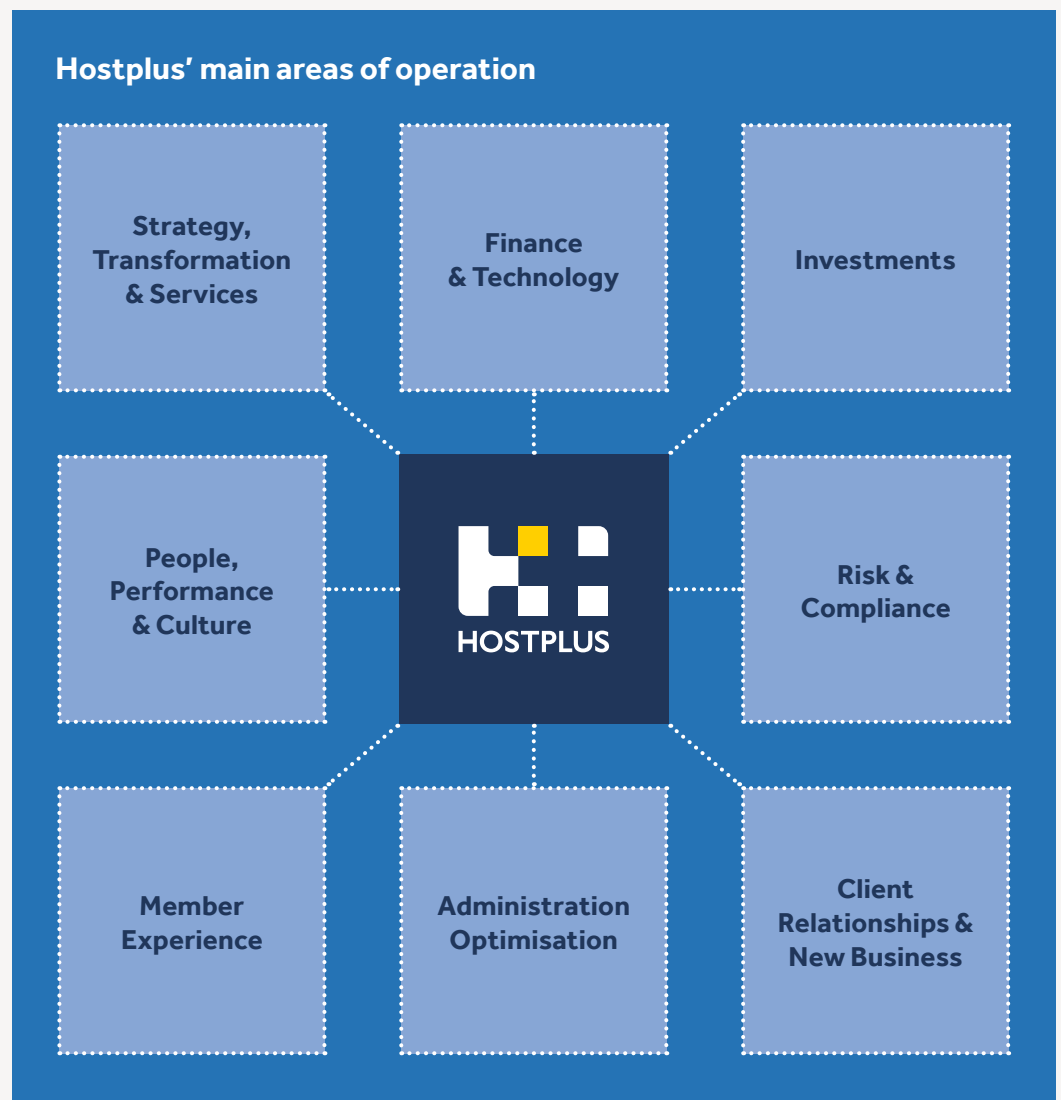 Hostplus’ main areas of operation
Strategy,
Transformation
& Services
Finance
& Technology
Investments
People,
Performance
& Culture
HOSTPLUS
Risk &
Compliance
Member
Experience
Administration
Optimisation
Client
Relationships &
New Business